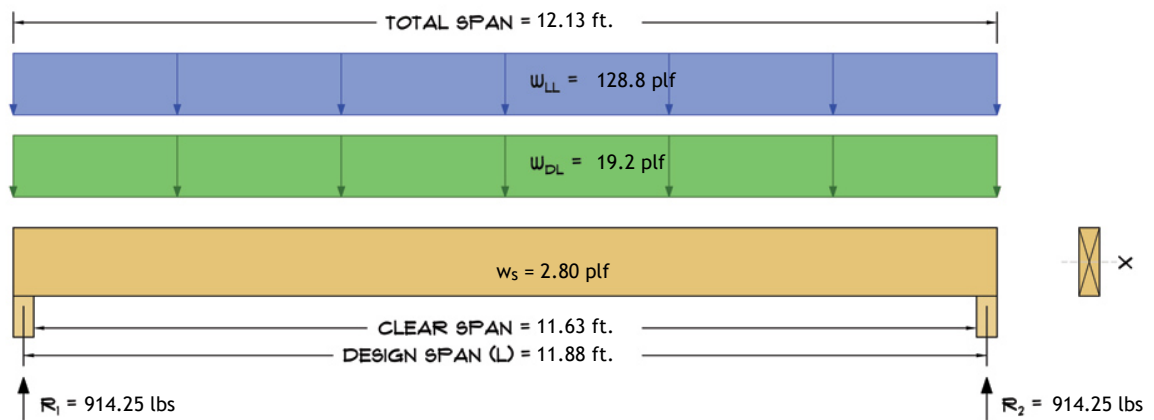 TOTAL SPAN = 12.13 ft.
WLL = 128.8 plf
WDL = 19.2 plf
ws = 2.80 plf
X
CLEAR SPAN = 11.63 ft.
DESIGN SPAN (L) = 11.88 ft.
R1 = 914.25 lbs
R2 = 914.25 lbs